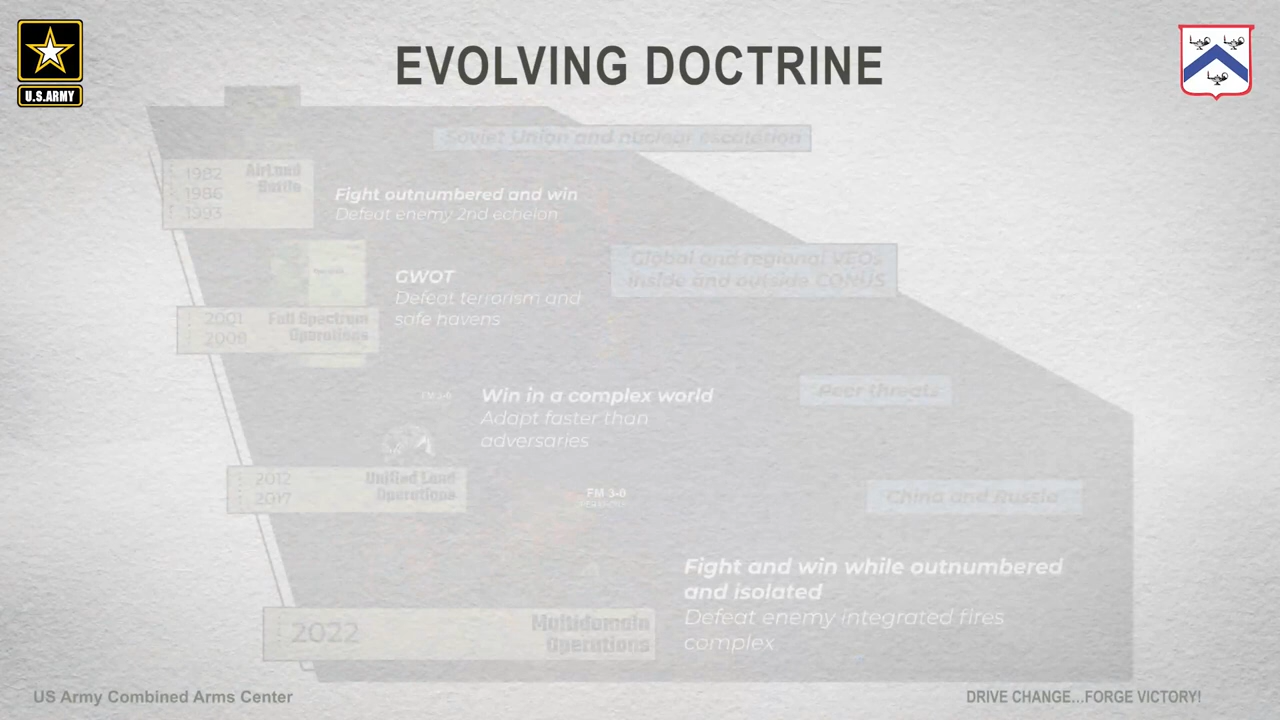 EVOLVING DOCTRINE
U.S.ARMY
Soviet Union and nuclear escalation
1982
1986
1993
AirLand
Battle
Fight outnumbered and win
Defeat enemy 2nd echelon
Global and regional VEOs
inside and outside CONUS
GWOT
Defeat terrorism and
safe havens
2001
2008
Full Spectrum
Operations
Peer threats
FM 3-0
Win in a complex world
Adapt faster than
adversaries
2012
2017
Unified Land
Operations
FM 3-0
China and Russia
Fight and win while outnumbered
and isolated
Defeat enemy integrated fires
complex
2022
Multidomain
Operations
US Army Combined Arms Center
DRIVE CHANGE...FORGE VICTORY!